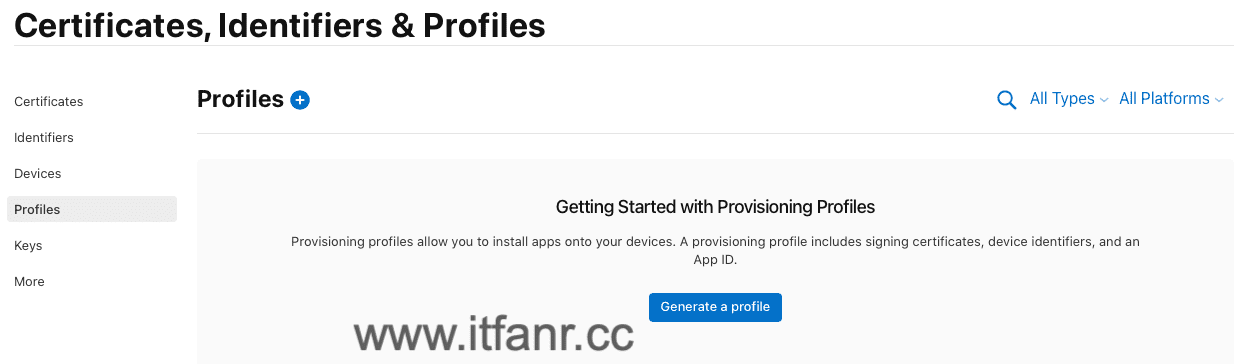 Certificates, Identifiers & Profiles
Certificates
Identifiers
Devices
Profiles
Keys
More
Profiles
All Types
All Platforms
Getting Started with Provisioning Profiles
Provisioning profiles allow you to install apps onto your devices. A provisioning profile includes signing certificates, device identifiers, and an
App ID.
Generate a profile
www.itfanr.cc